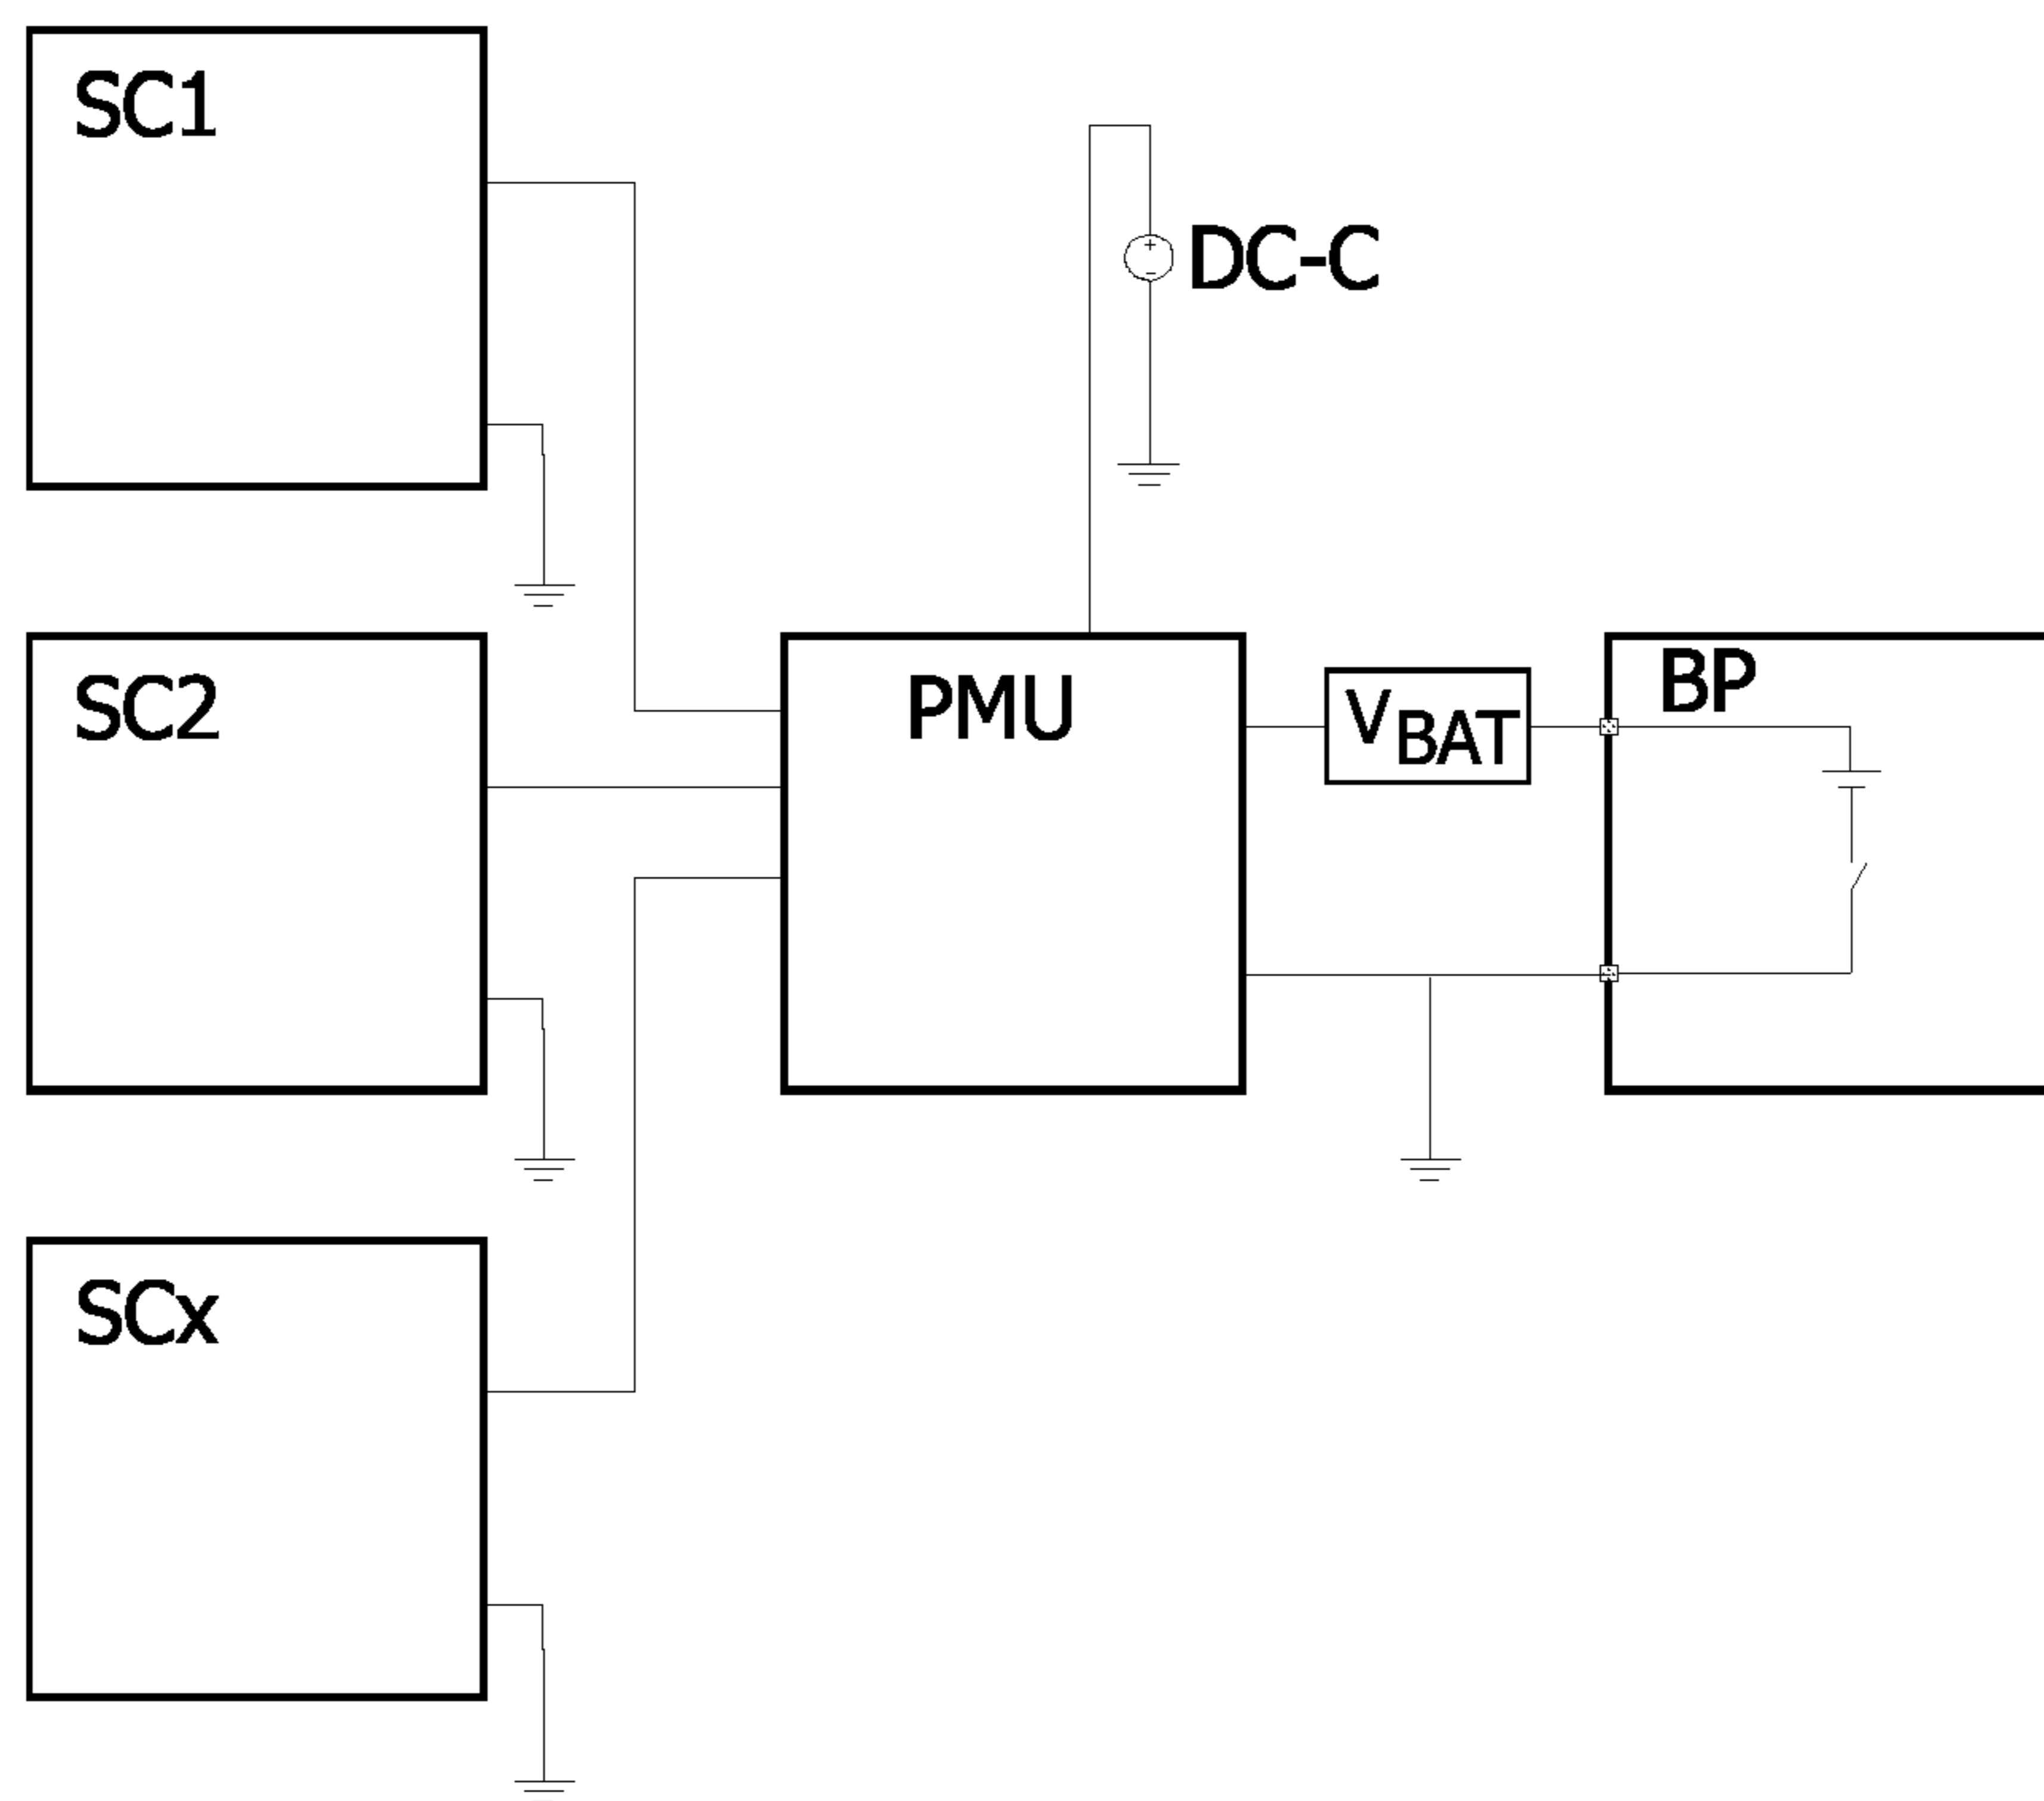 SC1
DC-C
SC2
PMU
VBAT
BP
SCx